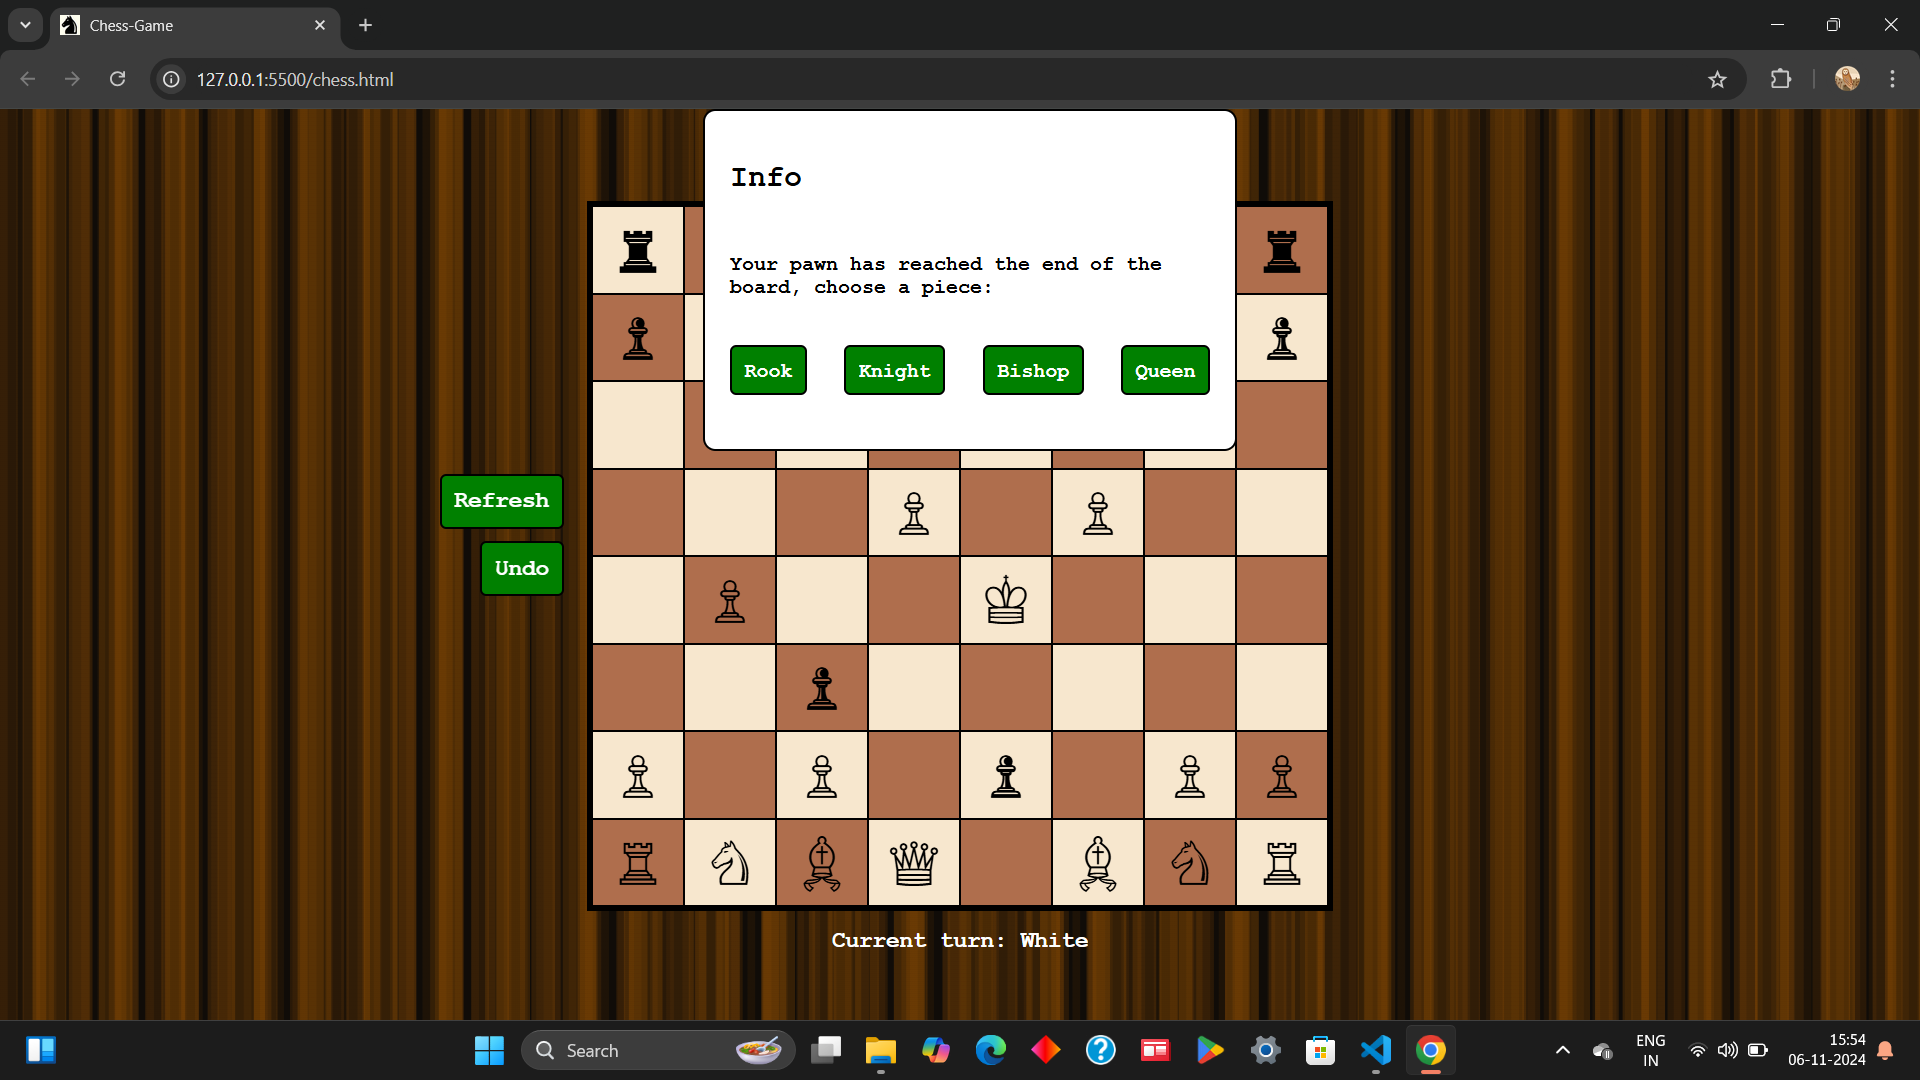 Chess-Game
127.0.0.1:5500/chess.html
Info
Your pawn has reached the end of the
board, choose a piece:
Rook Knight Bishop Queen
Refresh
Undo
Current turn: White
Search
ENG
IN
15:54
06-11-2024